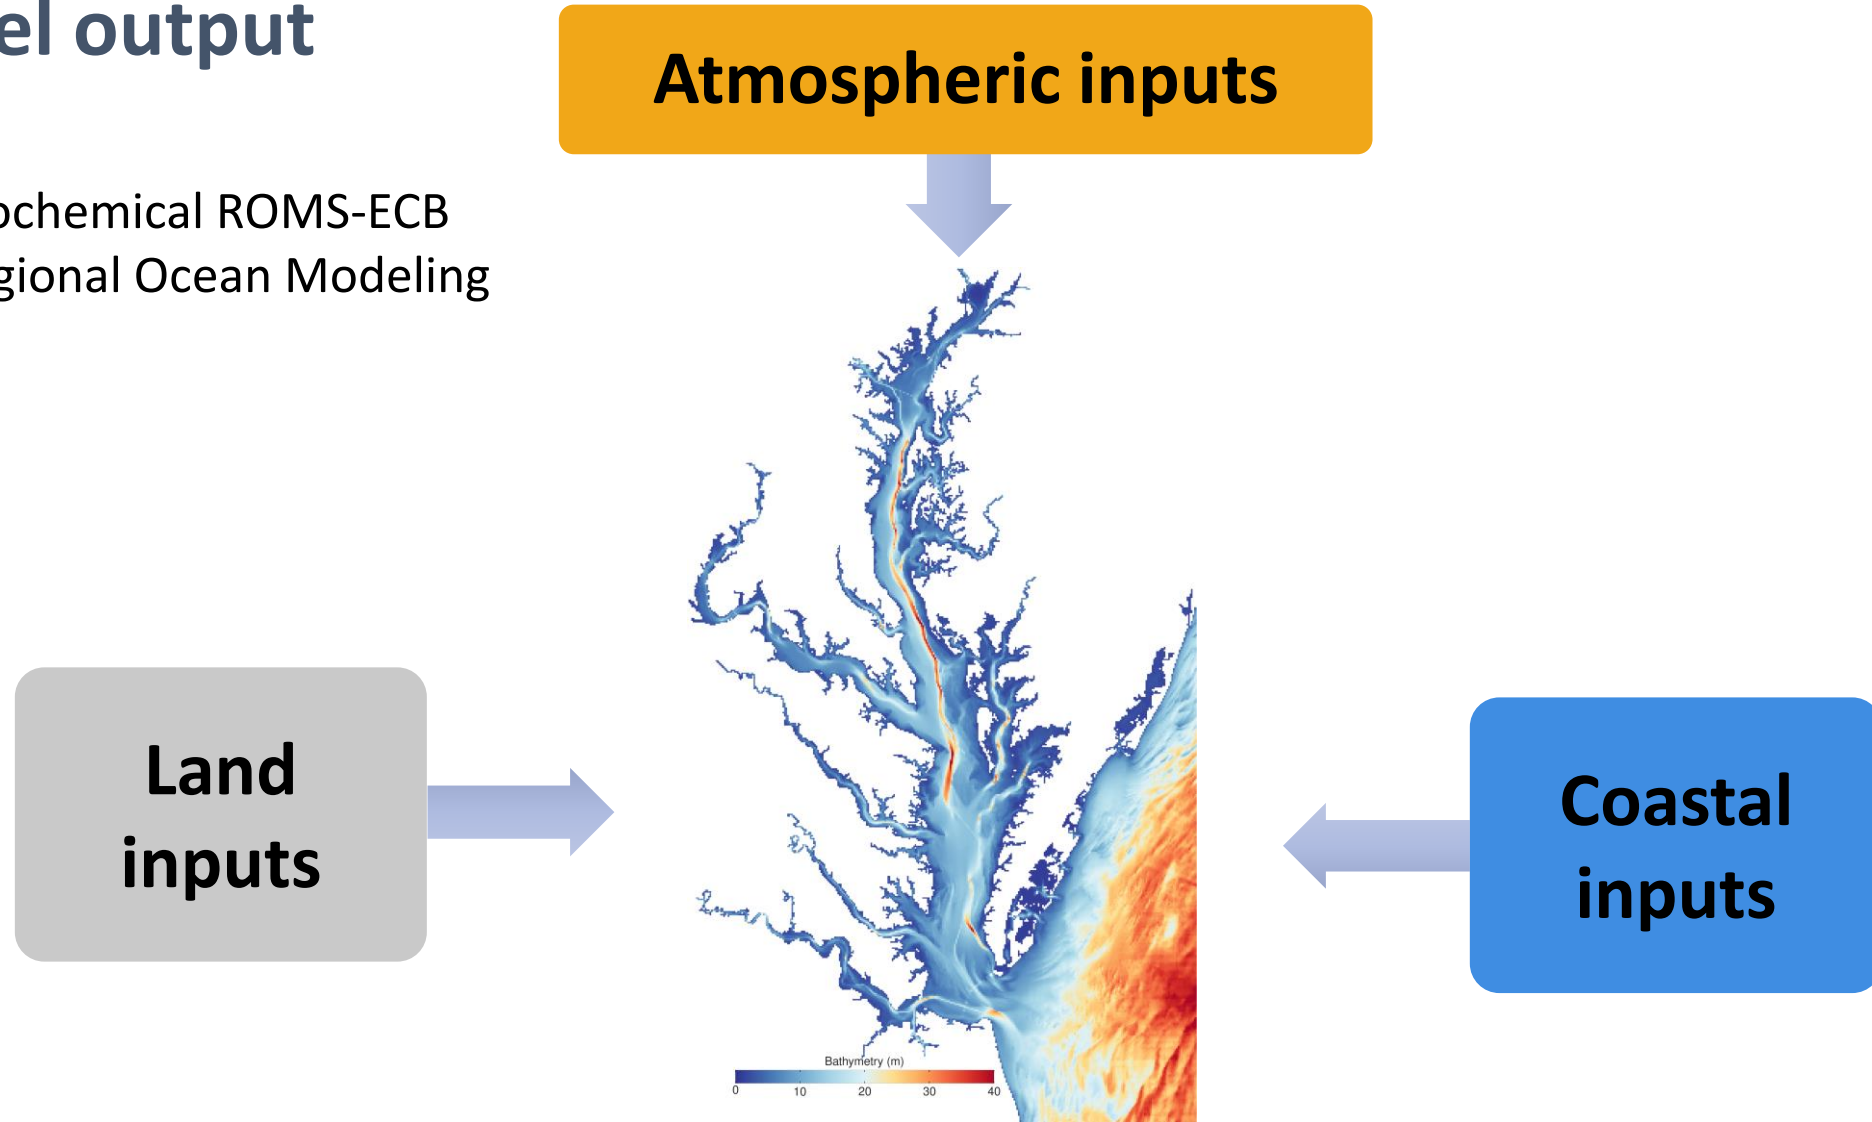 el output
Atmospheric inputs
ochemical ROMS-ECB
gional Ocean Modeling
Land
inputs
Coastal
inputs
Bathymetry (m)
0 10 20 30 40